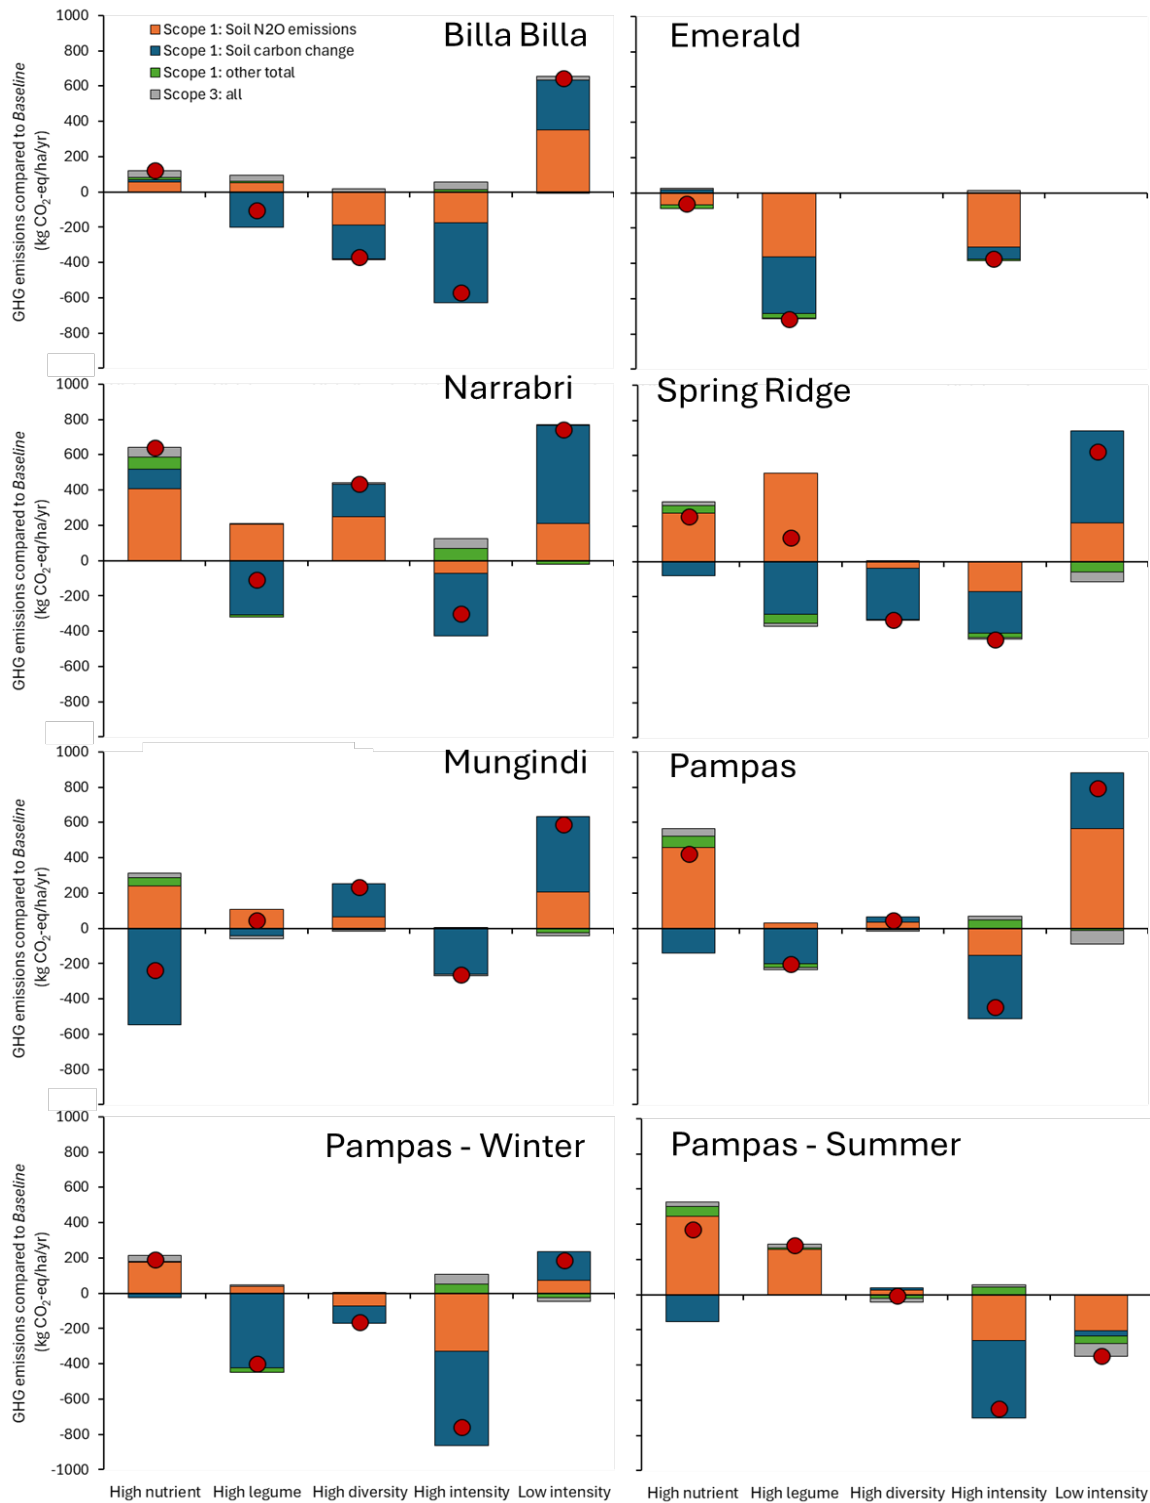 Billa Billa
Emerald
Scope 1: Soil N2O emissions
Scope 1: Soil carbon change
Scope 1: other total
Scope 3: all
GHG emissions compared to Baseline
(kg CO2-eq/ha/yr)
1000
800
600
400
200
0
-200
-400
-600
-800
Narrabri
Spring Ridge
GHG emissions compared to Baseline
(kg CO2-eq/ha/yr)
1000
800
600
400
200
0
-200
-400
-600
-800
Mungindi
Pampas
GHG emissions compared to Baseline
(kg CO2-eq/ha/yr)
1000
800
600
400
200
0
-200
-400
-600
-800
Pampas - Winter
Pampas - Summer
GHG emissions compared to Baseline
(kg CO2-eq/ha/yr)
1000
800
600
400
200
0
-200
-400
-600
-800
-1000
High nutrient High legume High diversity High intensity Low intensity
High nutrient High legume High diversity High intensity Low intensity